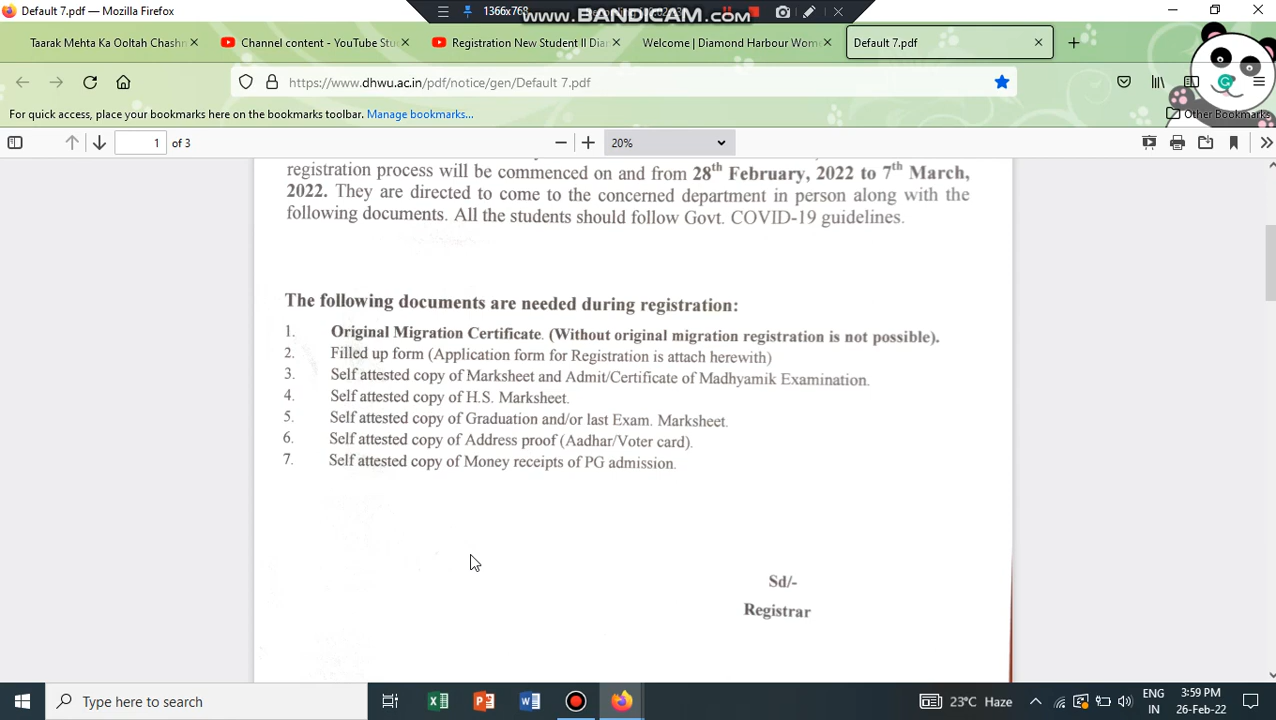 Default 7.pdf — Mozilla Firefox
1366x768
www.BANDICAM.com
Taarak Mehta Ka Ooltah Chashm
Channel content - YouTube Stu
Registration New Student II Dia
Welcome | Diamond Harbour Wom
Default 7.pdf
https://www.dhwu.ac.in/pdf/notice/gen/Default 7.pdf
For quick access, place your bookmarks here on the bookmarks toolbar. Manage bookmarks...
Other Bookmarks
1 of 3
20%
registration process will be commenced on and from 28th February, 2022 to 7th March,
2022. They are directed to come to the concerned department in person along with the
following documents. All the students should follow Govt. COVID-19 guidelines.
The following documents are needed during registration:
1. Original Migration Certificate. (Without original migration registration is not possible).
2. Filled up form (Application form for Registration is attach herewith)
3. Self attested copy of Marksheet and Admit/Certificate of Madhyamik Examination.
4. Self attested copy of H.S. Marksheet.
5. Self attested copy of Graduation and/or last Exam. Marksheet.
6. Self attested copy of Address proof (Aadhar/Voter card).
7. Self attested copy of Money receipts of PG admission.
Sd/-
Registrar
Type here to search
23°C Haze
ENG
IN
3:59 PM
26-Feb-22